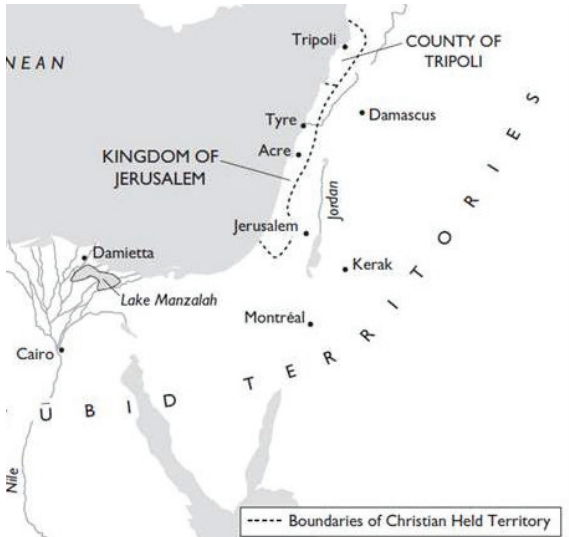 Tripoli
COUNTY OF
TRIPOLI
NEAN
Damascus
Tyre
Acre
KINGDOM OF
JERUSALEM
Jordan
Jerusalem
Damietta
Kerak
Lake Manzalah
Montréal
Cairo
ŪBID TERRITORIES
Nile
Boundaries of Christian Held Territory